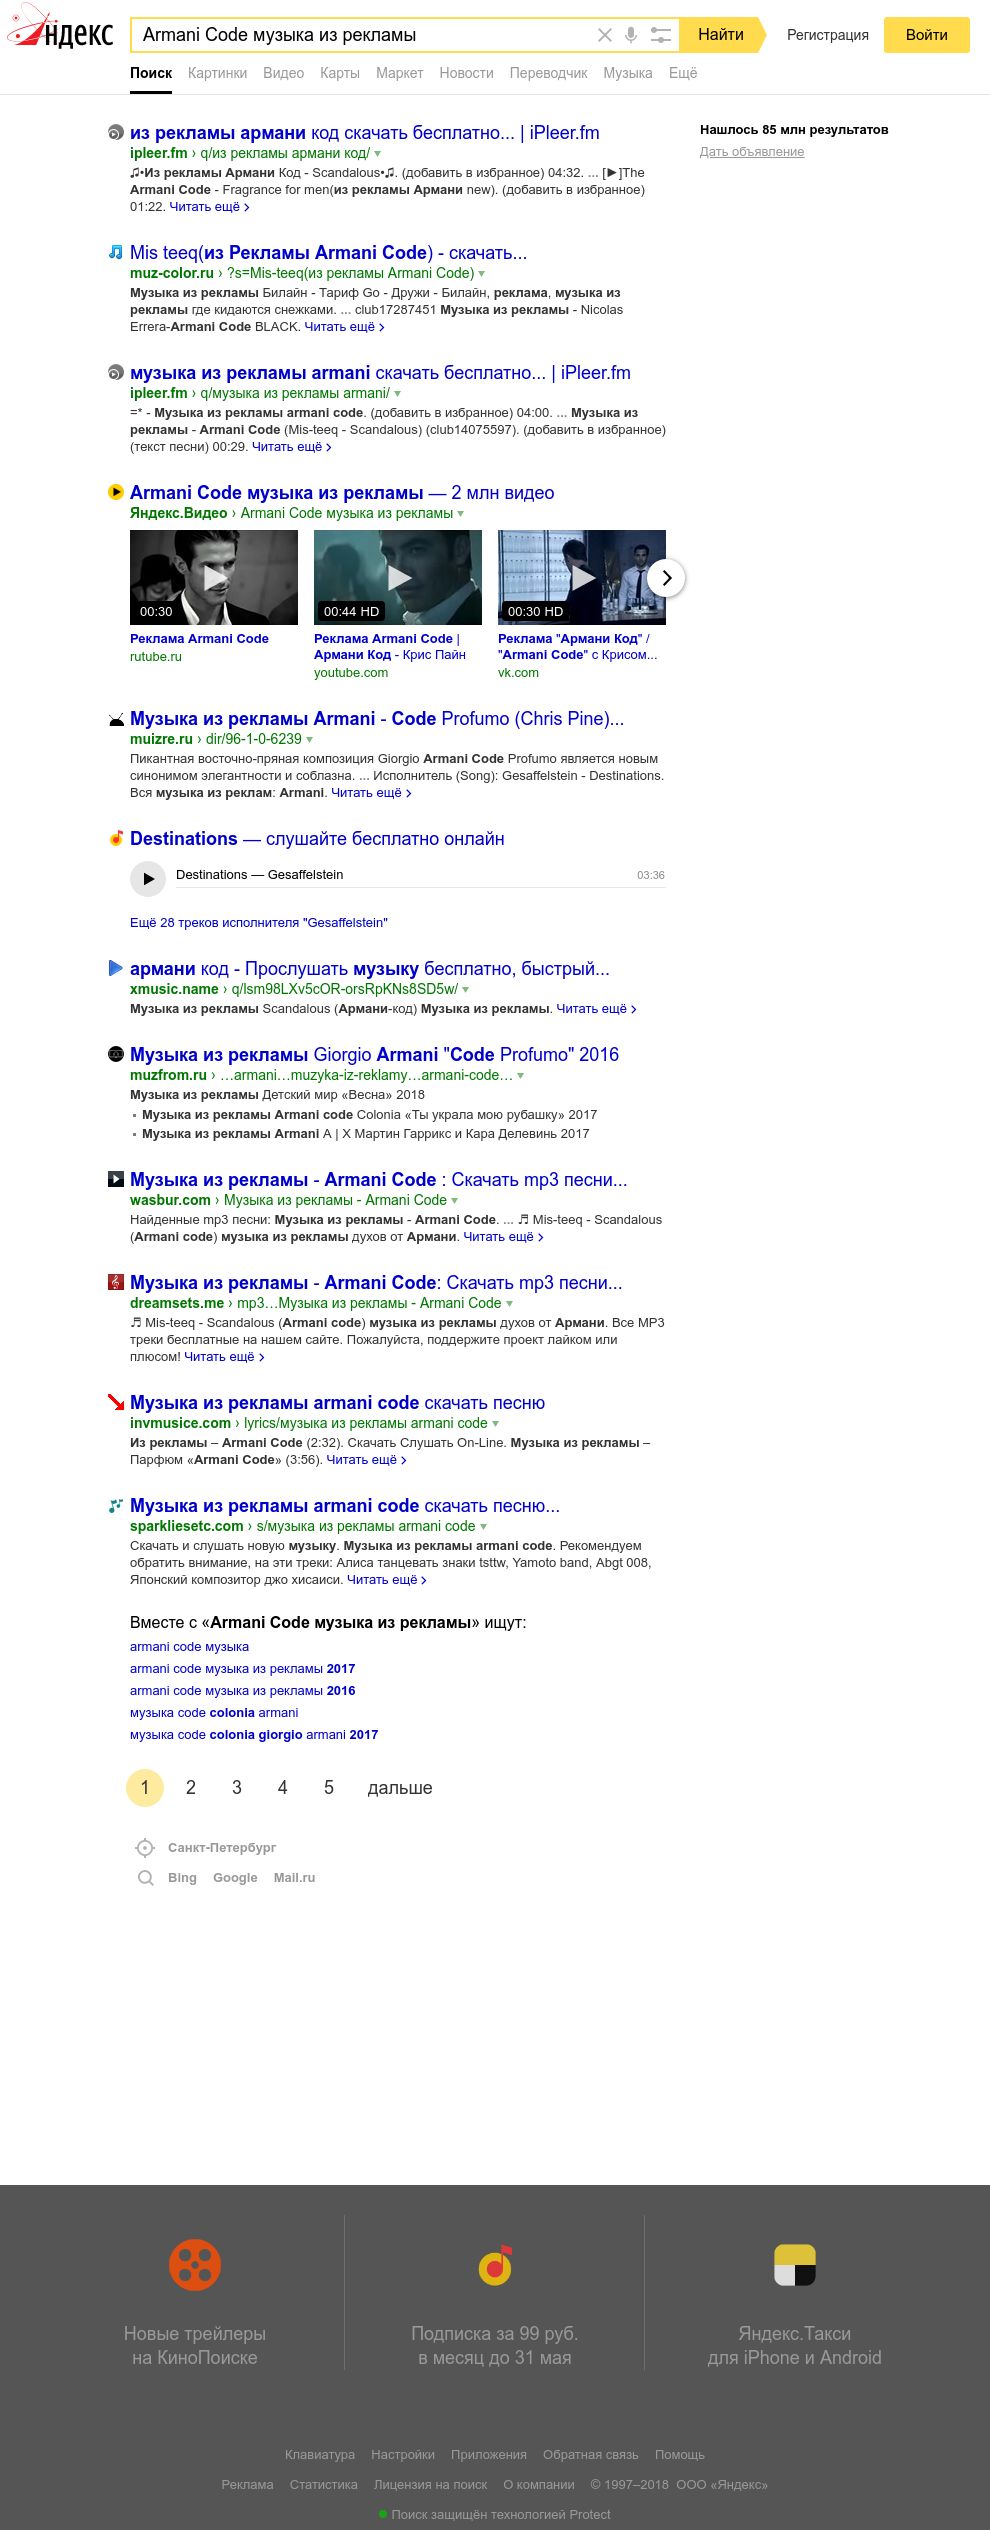 Яндекс
Armani Code музыка из рекламы
Найти
Регистрация
Войти
Поиск Картинки Видео Карты Маркет Новости Переводчик Музыка Ещё
Нашлось 85 млн результатов
Дать объявление
из рекламы армани код скачать бесплатно... | iPleer.fm
ipleer.fm › q/из рекламы армани код/
♫•Из рекламы Армани Код - Scandalous•♫. (добавить в избранное) 04:32. ... [►]The
Armani Code - Fragrance for men(из рекламы Армани new). (добавить в избранное)
01:22. Читать ещё ›
Mis teeq(из Рекламы Armani Code) - скачать...
muz-color.ru › ?s=Mis-teeq(из рекламы Armani Code)
Музыка из рекламы Билайн - Тариф Go - Дружи - Билайн, реклама, музыка из
рекламы где кидаются снежками. ... club17287451 Музыка из рекламы - Nicolas
Errera-Armani Code BLACK. Читать ещё ›
музыка из рекламы armani скачать бесплатно... | iPleer.fm
ipleer.fm › q/музыка из рекламы armani/
=* - Музыка из рекламы armani code. (добавить в избранное) 04:00. ... Музыка из
рекламы - Armani Code (Mis-teeq - Scandalous) (club14075597). (добавить в избранное)
(текст песни) 00:29. Читать ещё ›
Armani Code музыка из рекламы — 2 млн видео
Яндекс.Видео › Armani Code музыка из рекламы
00:30
00:44 HD
00:30 HD
Реклама Armani Code
rutube.ru
Реклама Armani Code |
Армани Код - Крис Пайн
youtube.com
Реклама "Армани Код" /
"Armani Code" с Крисом...
vk.com
Музыка из рекламы Armani - Code Profumo (Chris Pine)...
muizre.ru › dir/96-1-0-6239
Пикантная восточно-пряная композиция Giorgio Armani Code Profumo является новым
синонимом элегантности и соблазна. ... Исполнитель (Song): Gesaffelstein - Destinations.
Вся музыка из реклам: Armani. Читать ещё ›
Destinations — слушайте бесплатно онлайн
Destinations — Gesaffelstein 03:36
Ещё 28 треков исполнителя "Gesaffelstein"
армани код - Прослушать музыку бесплатно, быстрый...
xmusic.name › q/lsm98LXv5cOR-orsRpKNs8SD5w/
Музыка из рекламы Scandalous (Армани-код) Музыка из рекламы. Читать ещё ›
Музыка из рекламы Giorgio Armani "Code Profumo" 2016
muzfrom.ru › …armani…muzyka-iz-reklamy…armani-code…
Музыка из рекламы Детский мир «Весна» 2018
▪ Музыка из рекламы Armani code Colonia «Ты украла мою рубашку» 2017
▪ Музыка из рекламы Armani A | X Мартин Гаррикс и Кара Делевинь 2017
Музыка из рекламы - Armani Code : Скачать mp3 песни...
wasbur.com › Музыка из рекламы - Armani Code
Найденные mp3 песни: Музыка из рекламы - Armani Code. ... ♬ Mis-teeq - Scandalous
(Armani code) музыка из рекламы духов от Армани. Читать ещё ›
Музыка из рекламы - Armani Code: Скачать mp3 песни...
dreamsets.me › mp3…Музыка из рекламы - Armani Code
♬ Mis-teeq - Scandalous (Armani code) музыка из рекламы духов от Армани. Все MP3
треки бесплатные на нашем сайте. Пожалуйста, поддержите проект лайком или
плюсом! Читать ещё ›
Музыка из рекламы armani code скачать песню
invmusice.com › lyrics/музыка из рекламы armani code
Из рекламы – Armani Code (2:32). Скачать Слушать On-Line. Музыка из рекламы –
Парфюм «Armani Code» (3:56). Читать ещё ›
Музыка из рекламы armani code скачать песню...
sparkliesetc.com › s/музыка из рекламы armani code
Скачать и слушать новую музыку. Музыка из рекламы armani code. Рекомендуем
обратить внимание, на эти треки: Алиса танцевать знаки tsttw, Yamoto band, Abgt 008,
Японский композитор джо хисаиси. Читать ещё ›
Вместе с «Armani Code музыка из рекламы» ищут:
armani code музыка
armani code музыка из рекламы 2017
armani code музыка из рекламы 2016
музыка code colonia armani
музыка code colonia giorgio armani 2017
1 2 3 4 5 дальше
Санкт-Петербург
Bing Google Mail.ru
Новые трейлеры
на КиноПоиске
Подписка за 99 руб.
в месяц до 31 мая
Яндекс.Такси
для iPhone и Android
Клавиатура Настройки Приложения Обратная связь Помощь
Реклама Статистика Лицензия на поиск О компании © 1997–2018 ООО «Яндекс»
Поиск защищён технологией Protect